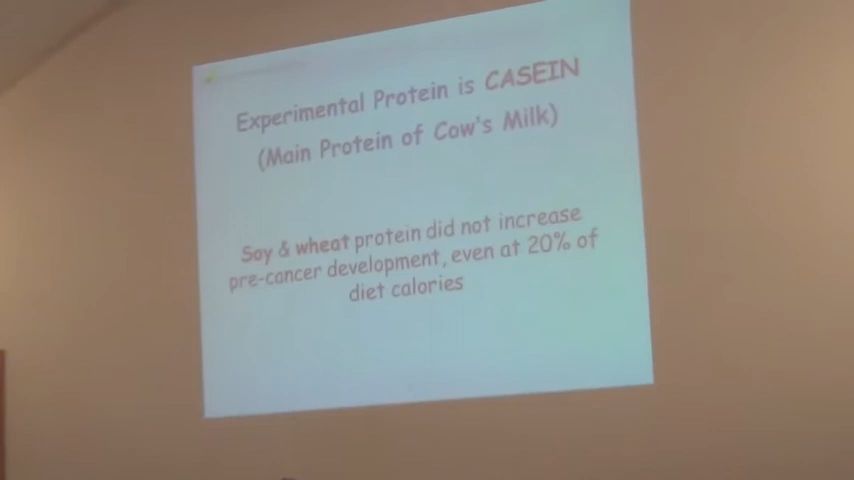 Experimental Protein is CASEIN
(Main Protein of Cow's Milk)
Soy & wheat protein did not increase
pre-cancer development, even at 20% of
diet calories